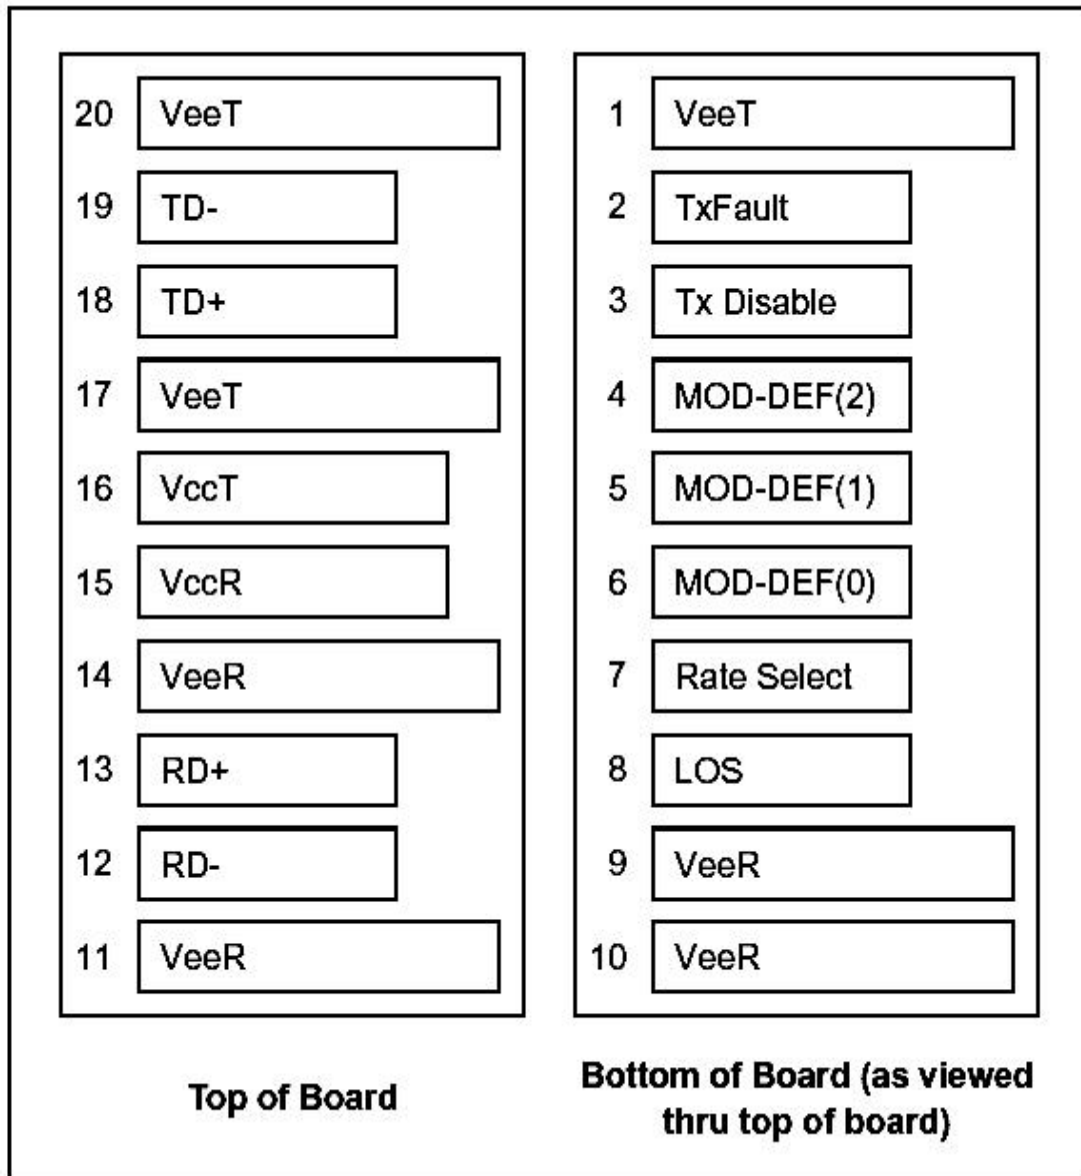 20 VeeT
19 TD-
18 TD+
17 VeeT
16 VccT
15 VccR
14 VeeR
13 RD+
12 RD-
11 VeeR
Top of Board
1 VeeT
2 TxFault
3 Tx Disable
4 MOD-DEF(2)
5 MOD-DEF(1)
6 MOD-DEF(0)
7 Rate Select
8 LOS
9 VeeR
10 VeeR
Bottom of Board (as viewed
thru top of board)